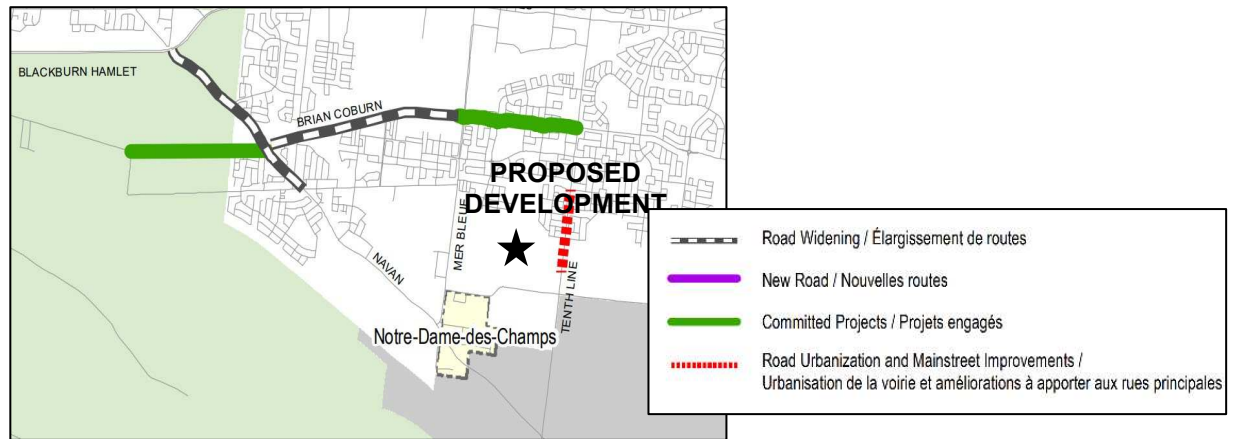 BLACKBURN HAMLET
BRIAN COBURN
PROPOSED
DEVELOPMENT
MER BLEUE
NAVAN
TENTH LINE
Notre-Dame-des-Champs
Road Widening / Élargissement de routes
New Road / Nouvelles routes
Committed Projects / Projets engagés
Road Urbanization and Mainstreet Improvements /
Urbanisation de la voirie et améliorations à apporter aux rues principales